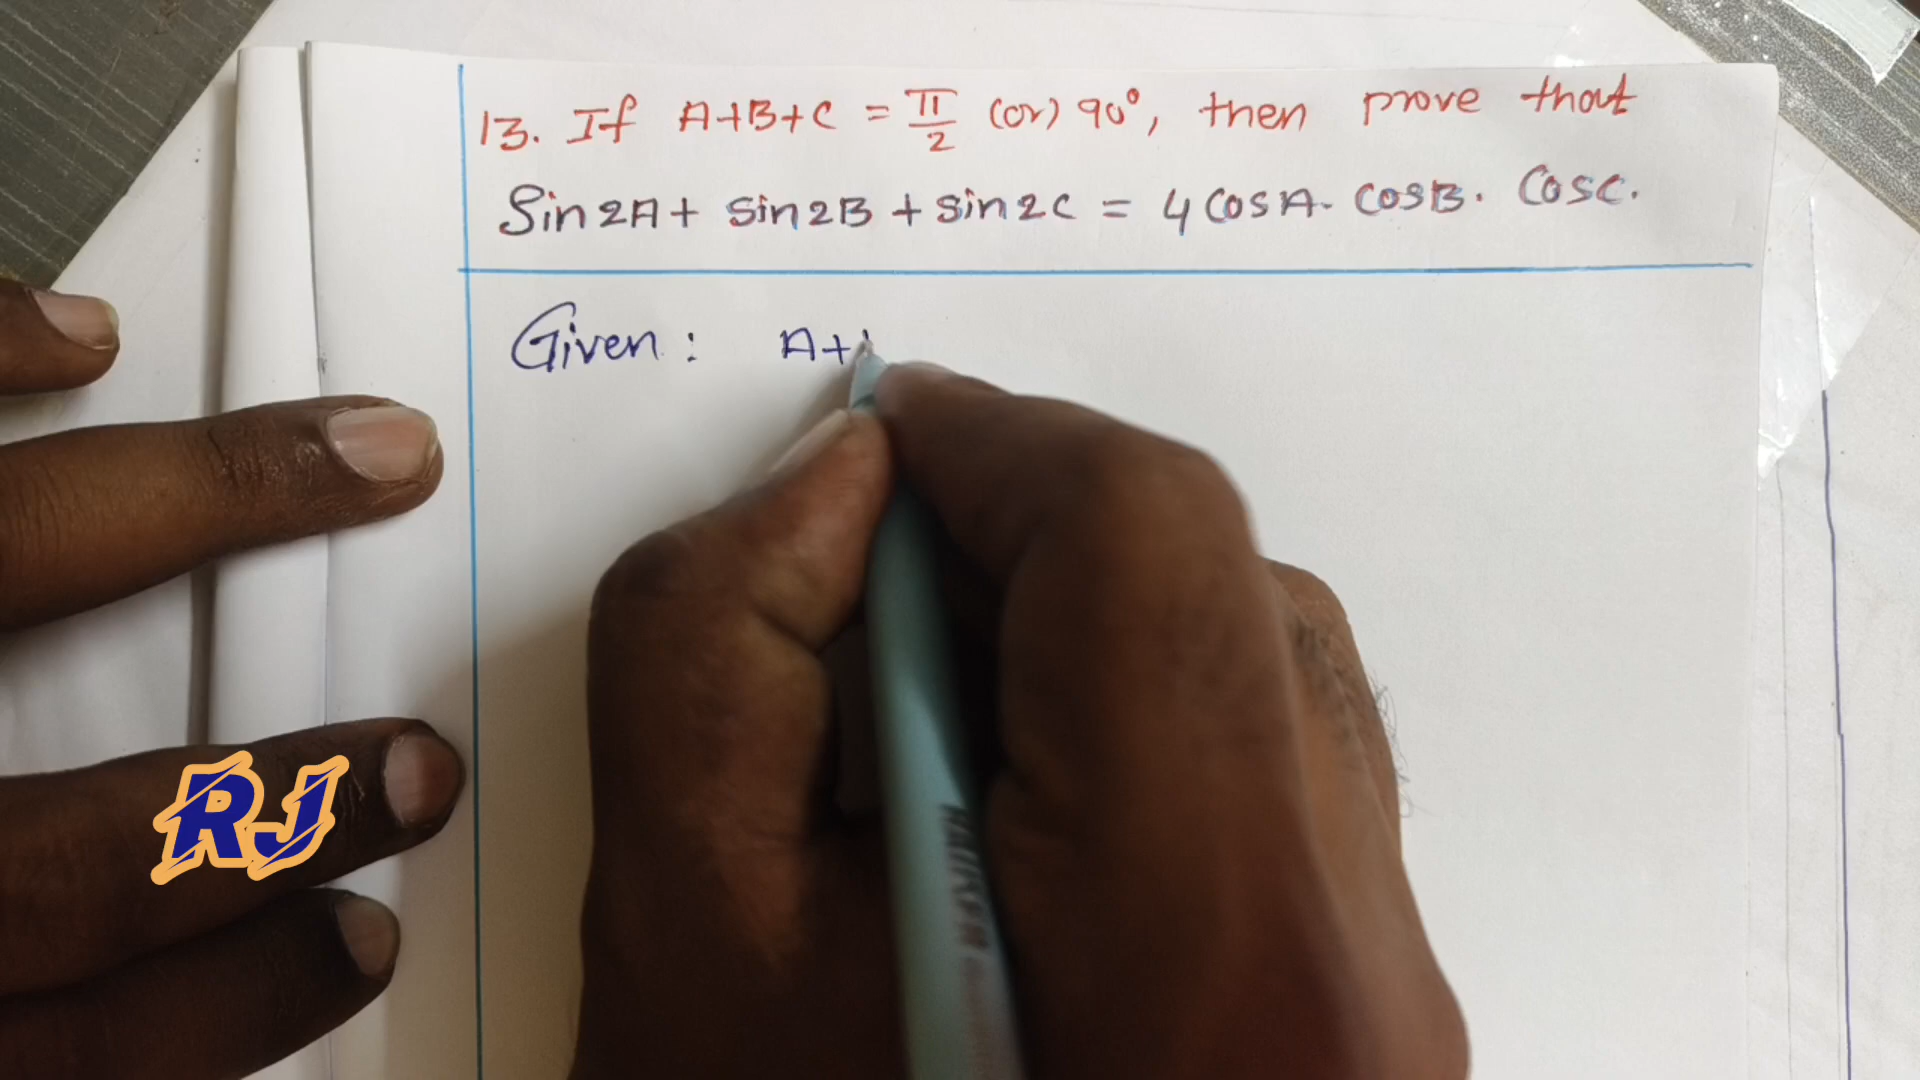 13. If A+B+C = π/2 (or) 90°, then prove that
Sin2A + sin2B + sin2C = 4 CosA. CosB. CosC.
Given : A+
RJ